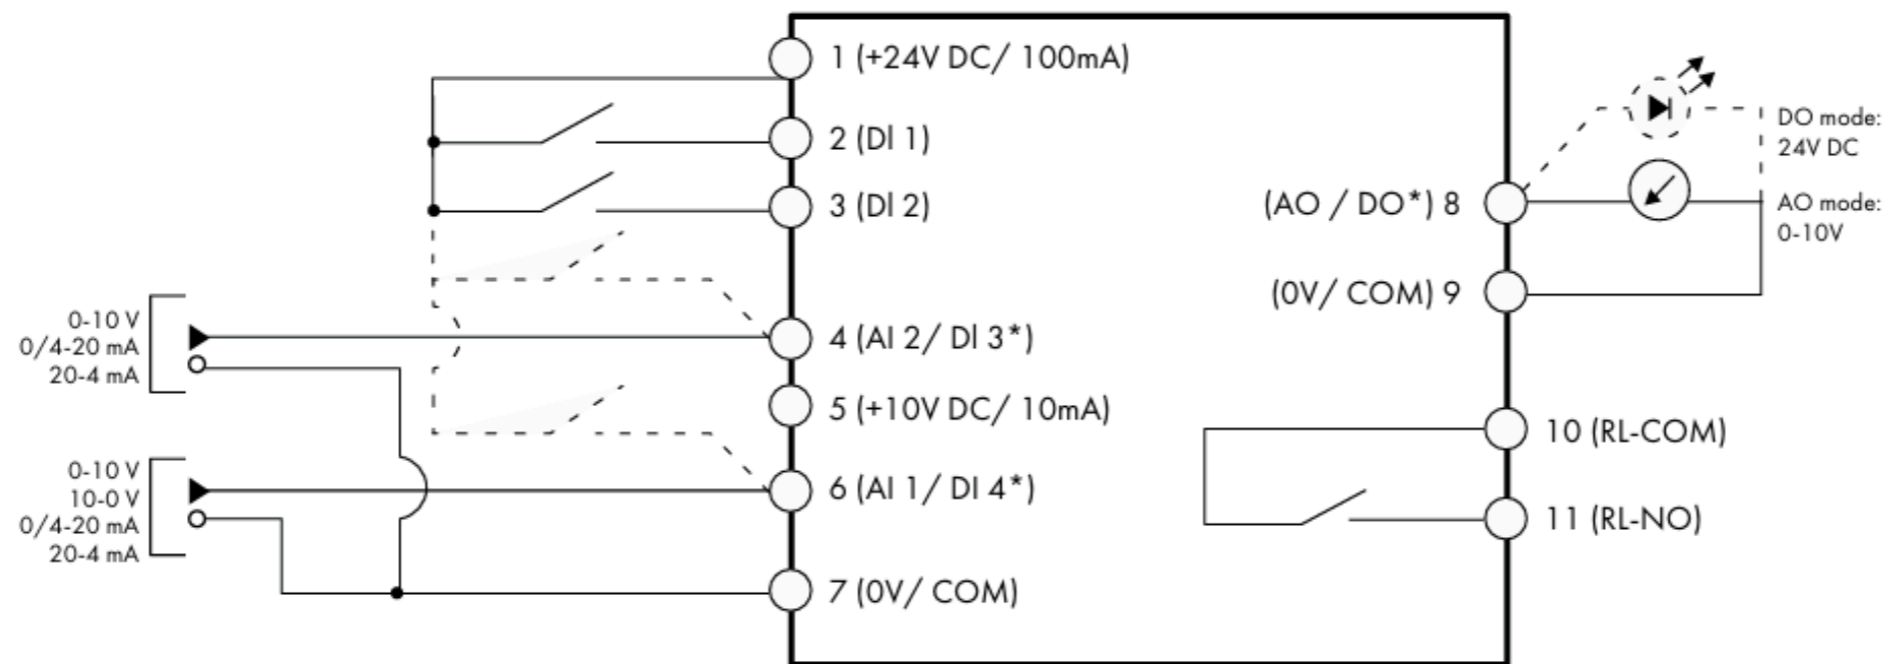 1 (+24V DC/ 100mA)
2 (DI 1)
3 (DI 2)
4 (AI 2/ DI 3*)
5 (+10V DC/ 10mA)
6 (AI 1/ DI 4*)
7 (0V/ COM)
0-10 V
0/4-20 mA
20-4 mA
0-10 V
10-0 V
0/4-20 mA
20-4 mA
(AO / DO*) 8
(0V/ COM) 9
10 (RL-COM)
11 (RL-NO)
DO mode:
24V DC
AO mode:
0-10V